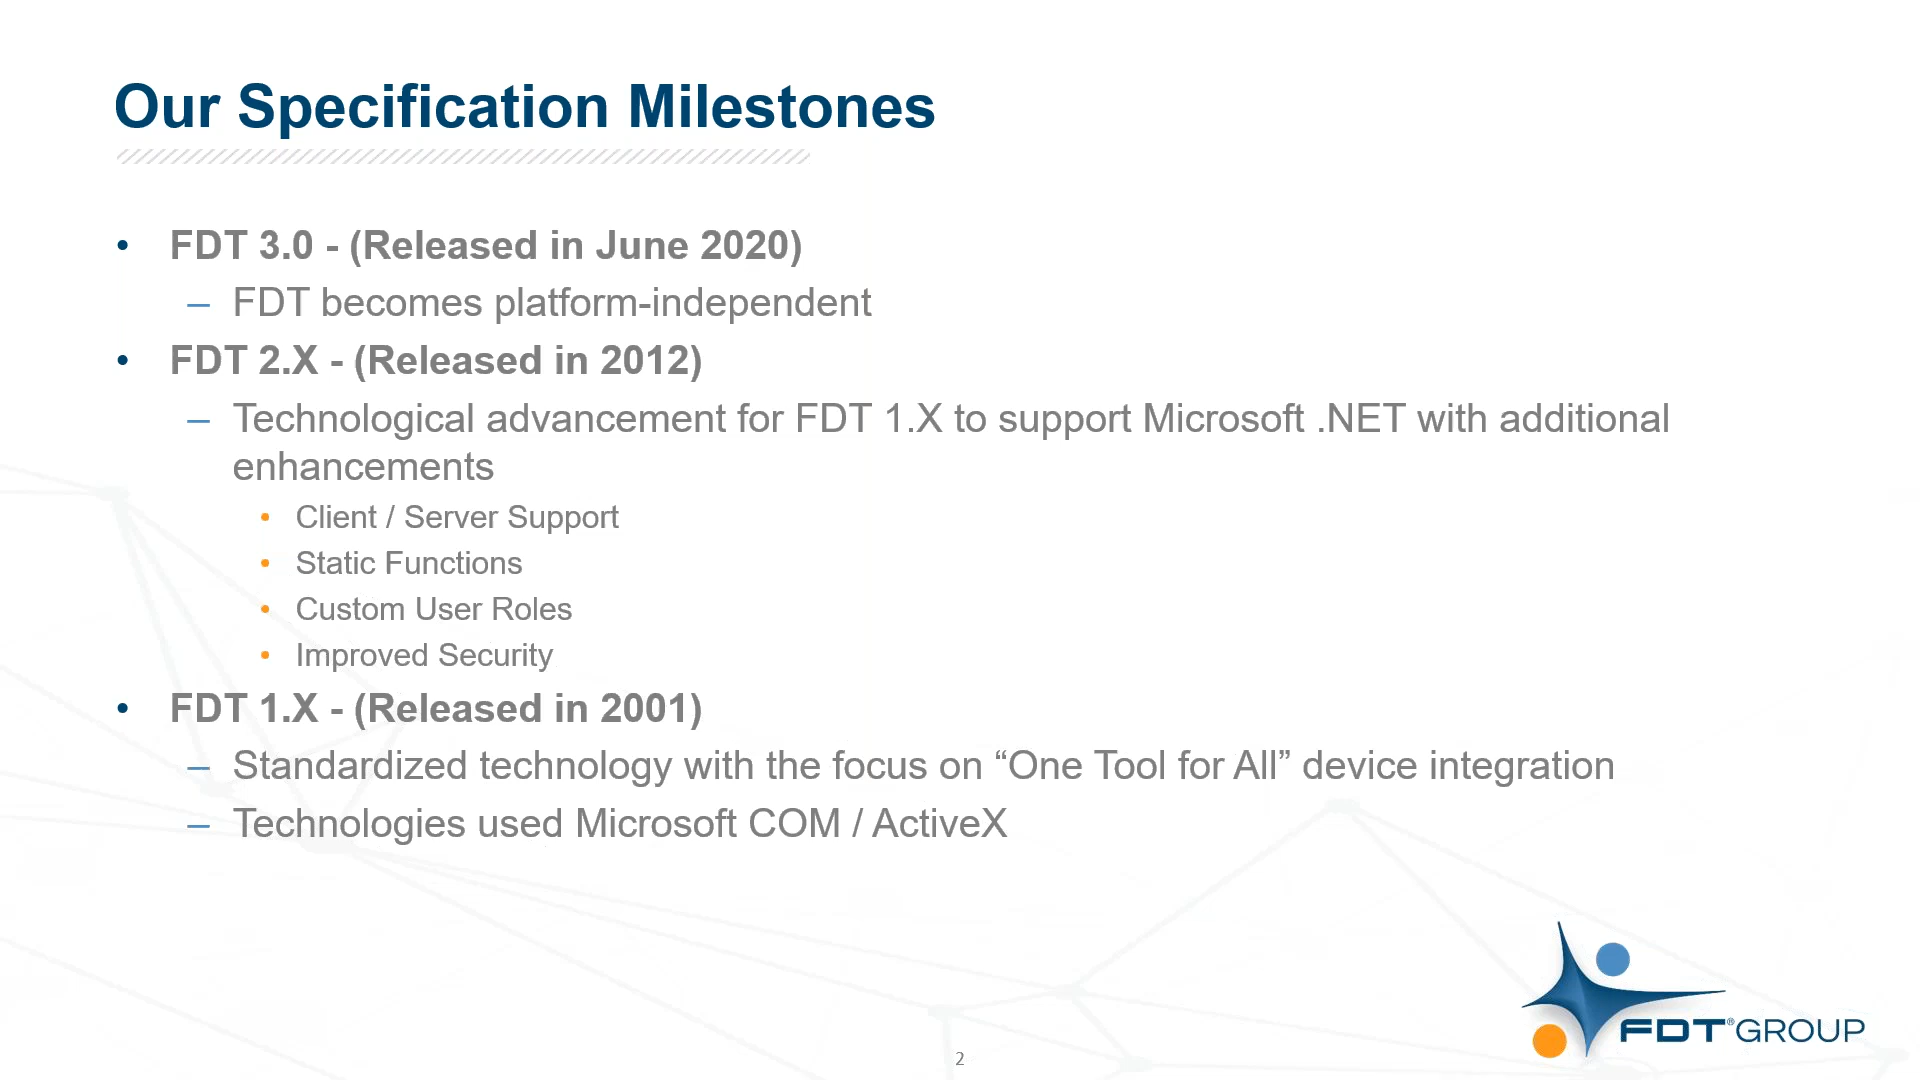 Our Specification Milestones
• FDT 3.0 - (Released in June 2020)
– FDT becomes platform-independent
• FDT 2.X - (Released in 2012)
– Technological advancement for FDT 1.X to support Microsoft .NET with additional
enhancements
• Client / Server Support
• Static Functions
• Custom User Roles
• Improved Security
• FDT 1.X - (Released in 2001)
– Standardized technology with the focus on “One Tool for All” device integration
– Technologies used Microsoft COM / ActiveX
FDT® GROUP
2